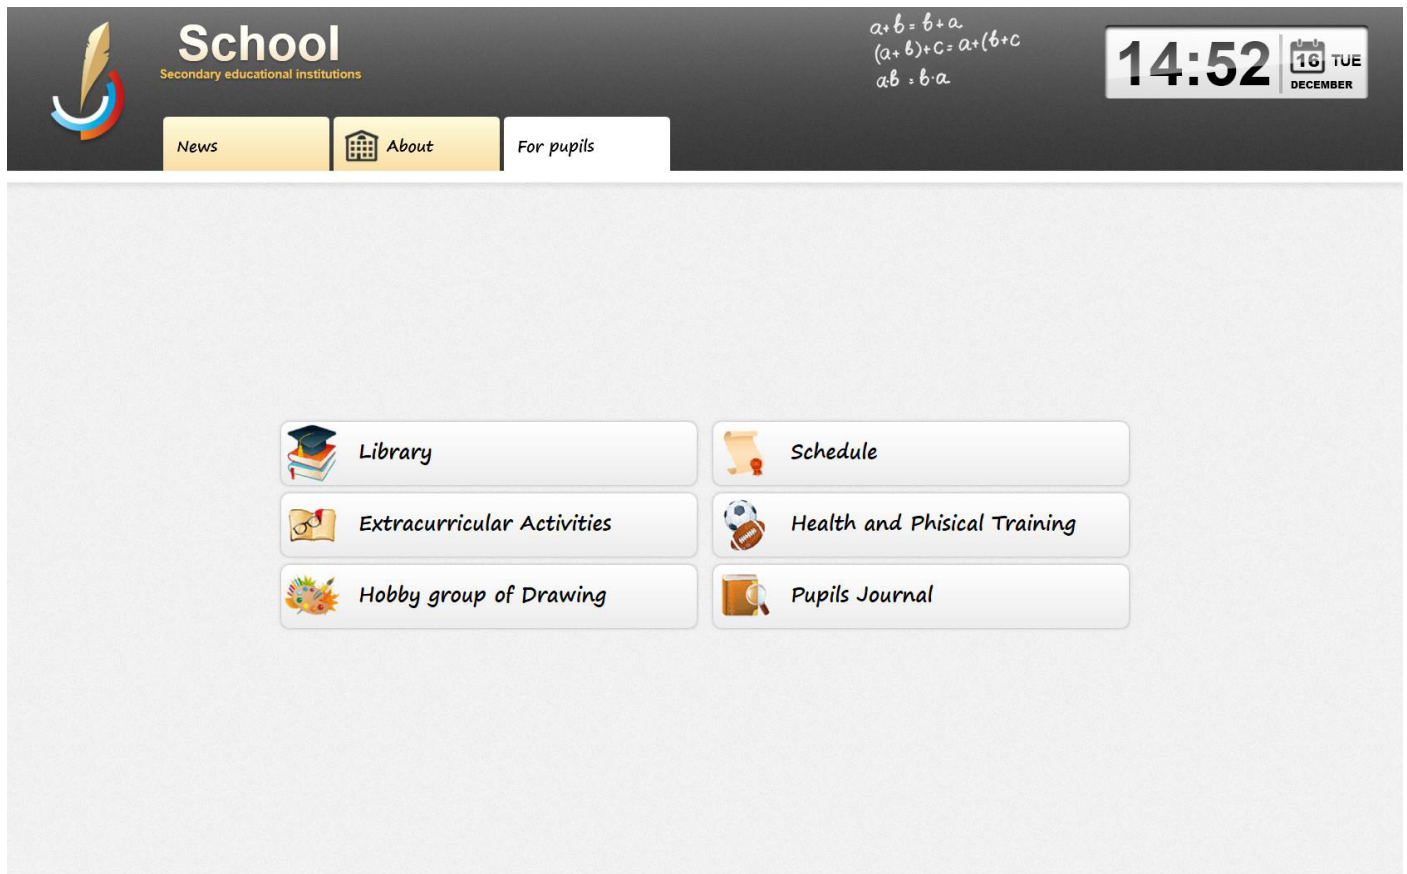 School
Secondary educational institutions
a+b=b+a
(a+b)+c=a+(b+c
a·b=b·a
14:52
16 TUE
DECEMBER
News
About
For pupils
Library
Schedule
Extracurricular Activities
Health and Phisical Training
Hobby group of Drawing
Pupils Journal